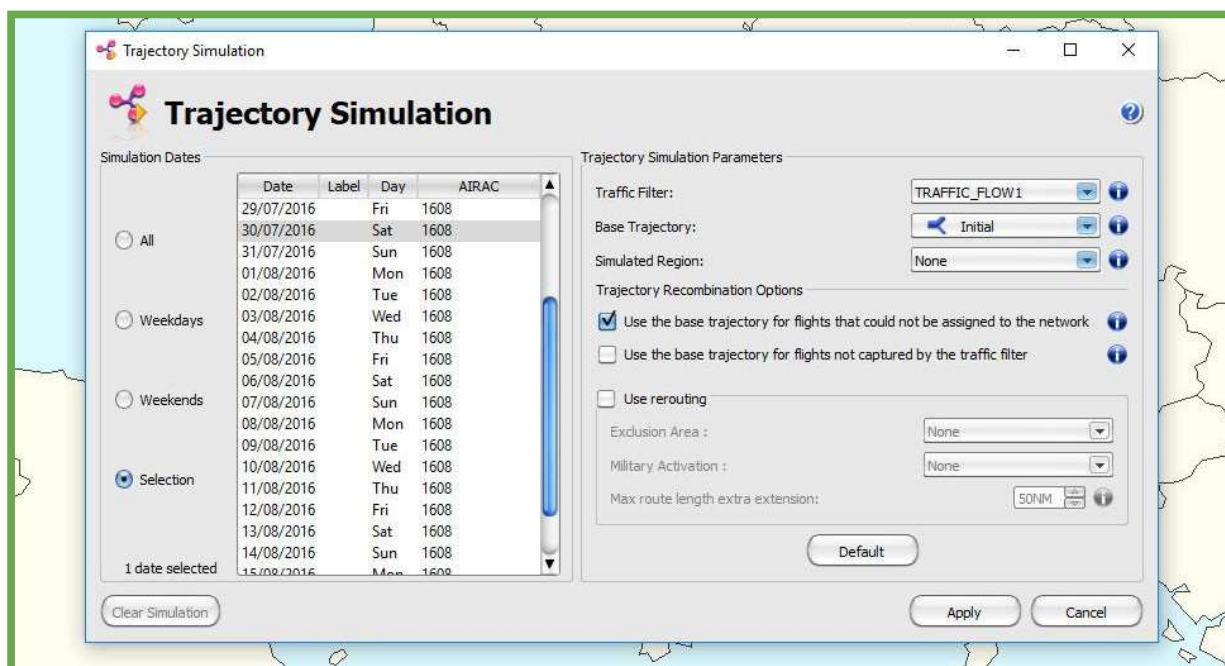 Trajectory Simulation
Trajectory Simulation
Simulation Dates
Date Label Day AIRAC
29/07/2016 Fri 1608
30/07/2016 Sat 1608
31/07/2016 Sun 1608
01/08/2016 Mon 1608
02/08/2016 Tue 1608
03/08/2016 Wed 1608
04/08/2016 Thu 1608
05/08/2016 Fri 1608
06/08/2016 Sat 1608
07/08/2016 Sun 1608
08/08/2016 Mon 1608
09/08/2016 Tue 1608
10/08/2016 Wed 1608
11/08/2016 Thu 1608
12/08/2016 Fri 1608
13/08/2016 Sat 1608
14/08/2016 Sun 1608
15/08/2016 Mon 1608
All
Weekdays
Weekends
Selection
1 date selected
Clear Simulation
Trajectory Simulation Parameters
Traffic Filter: TRAFFIC_FLOW1
Base Trajectory: Initial
Simulated Region: None
Trajectory Recombination Options
Use the base trajectory for flights that could not be assigned to the network
Use the base trajectory for flights not captured by the traffic filter
Use rerouting
Exclusion Area : None
Military Activation : None
Max route length extra extension: 50NM
Default
Apply Cancel